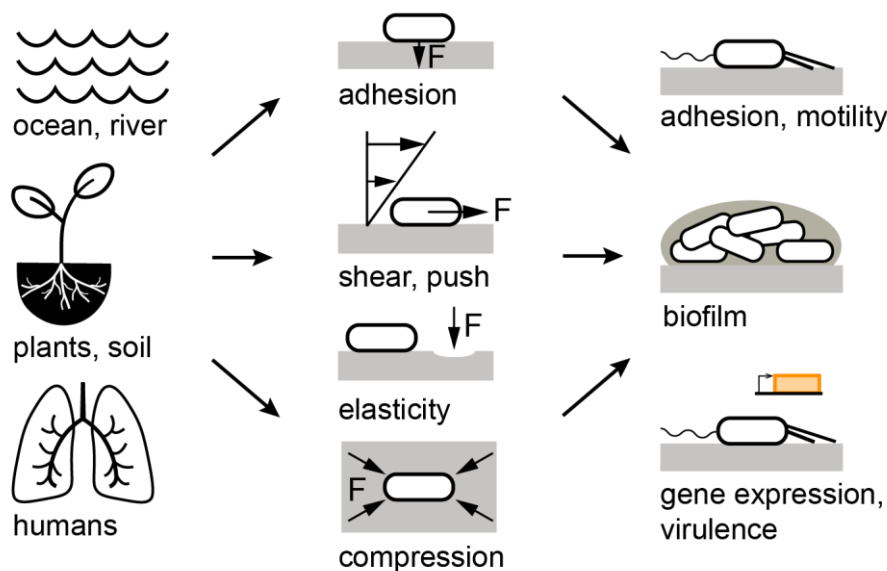 ocean, river
plants, soil
humans
F
adhesion
F
shear, push
F
elasticity
F
compression
adhesion, motility
biofilm
gene expression,
virulence